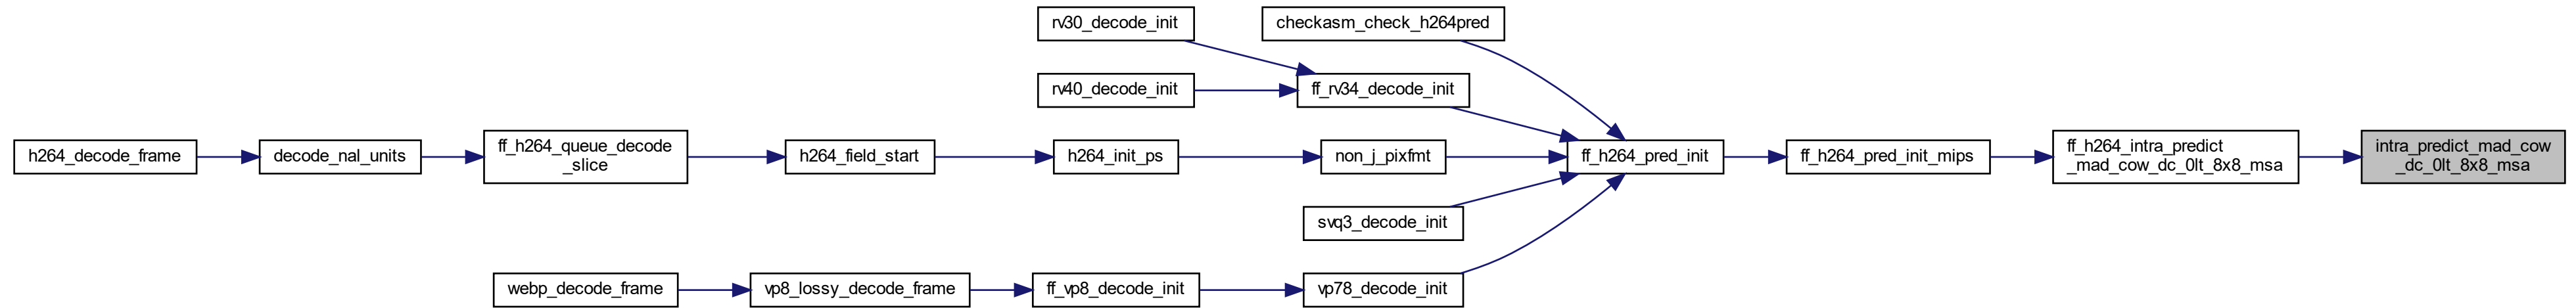 rv30_decode_init
checkasm_check_h264pred
rv40_decode_init
ff_rv34_decode_init
h264_decode_frame
decode_nal_units
ff_h264_queue_decode
_slice
h264_field_start
h264_init_ps
non_j_pixfmt
ff_h264_pred_init
ff_h264_pred_init_mips
ff_h264_intra_predict
_mad_cow_dc_0lt_8x8_msa
intra_predict_mad_cow
_dc_0lt_8x8_msa
svq3_decode_init
webp_decode_frame
vp8_lossy_decode_frame
ff_vp8_decode_init
vp78_decode_init